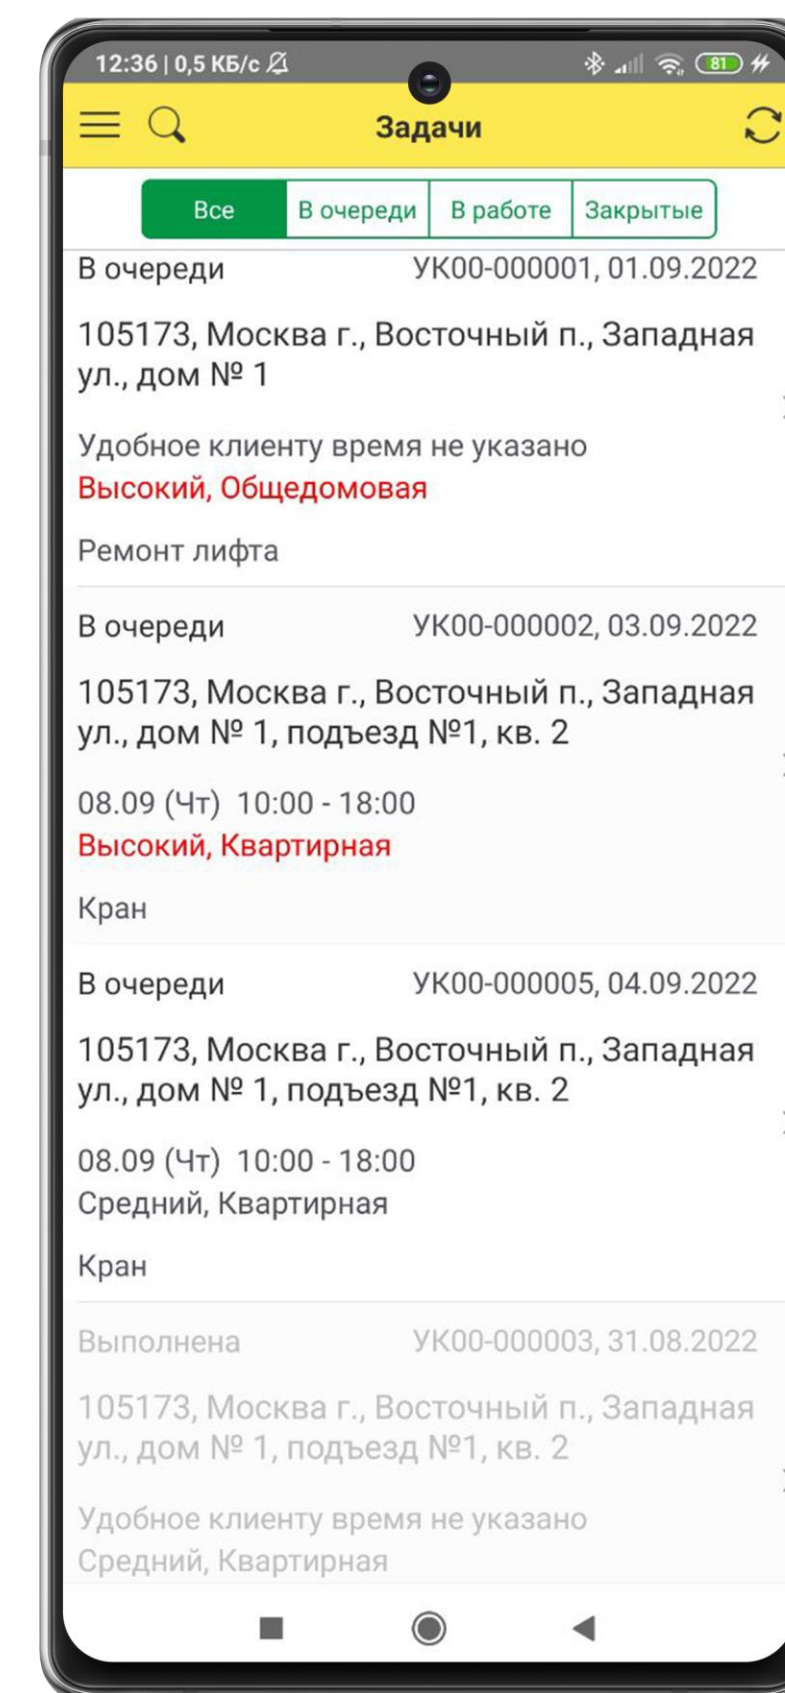 12:36 | 0,5 КБ/с 81
Задачи
Все В очереди В работе Закрытые
В очереди УК00-000001, 01.09.2022
105173, Москва г., Восточный п., Западная
ул., дом № 1
Удобное клиенту время не указано
Высокий, Общедомовая
Ремонт лифта
В очереди УК00-000002, 03.09.2022
105173, Москва г., Восточный п., Западная
ул., дом № 1, подъезд №1, кв. 2
08.09 (Чт) 10:00 - 18:00
Высокий, Квартирная
Кран
В очереди УК00-000005, 04.09.2022
105173, Москва г., Восточный п., Западная
ул., дом № 1, подъезд №1, кв. 2
08.09 (Чт) 10:00 - 18:00
Средний, Квартирная
Кран
Выполнена УК00-000003, 31.08.2022
105173, Москва г., Восточный п., Западная
ул., дом № 1, подъезд №1, кв. 2
Удобное клиенту время не указано
Средний, Квартирная